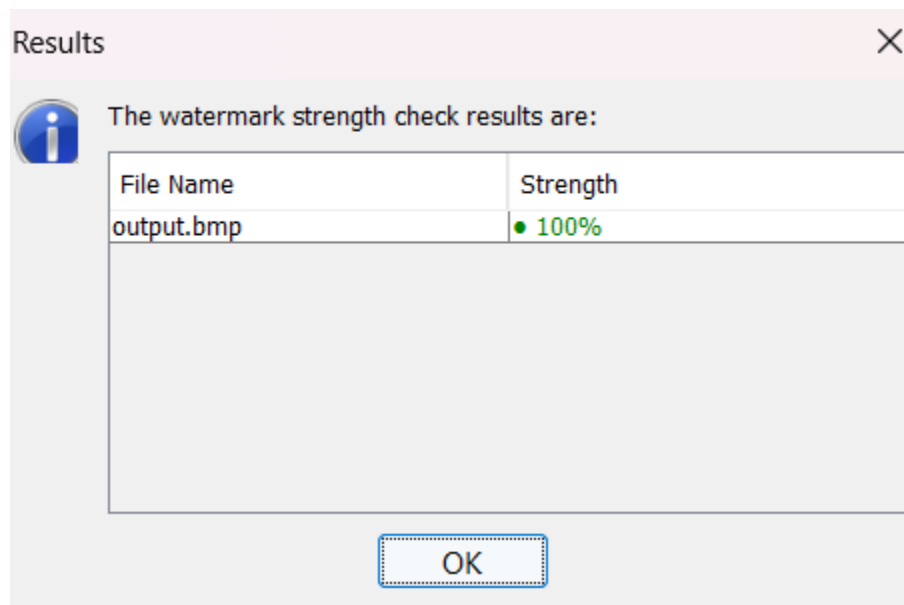 Results
The watermark strength check results are:
File Name Strength
output.bmp • 100%
OK